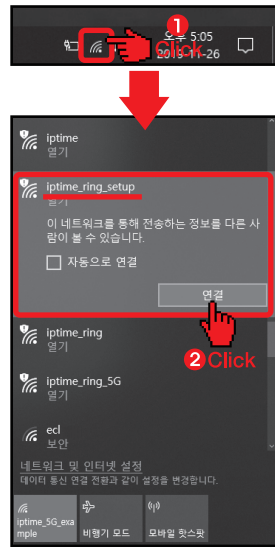 1
오후 5:05
Click
2019-11-26
iptime
열기
iptime_ring_setup
열기
이 네트워크를 통해 전송하는 정보를 다른 사
람이 볼 수 있습니다.
자동으로 연결
연결
2 Click
iptime_ring
열기
iptime_ring_5G
열기
ecl
보안
네트워크 및 인터넷 설정
데이터 통신 연결 전환과 같이 설정을 변경합니다.
iptime_5G_exa
mple
비행기 모드
모바일 핫스팟